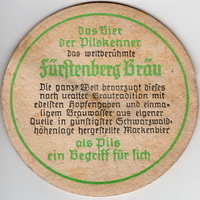 das Bier
der Pilskenner
das weltberühmte
Fürstenberg Bräu
Die ganze Welt bevorzugt dieses
nach uralter Brautradition mit
edelsten Hopfengaben und einma-
ligem Brauwasser aus eigener
Quelle in günstigster Schwarzwald-
höhenlage hergestellte Markenbier
als Pils
ein Begriff für sich